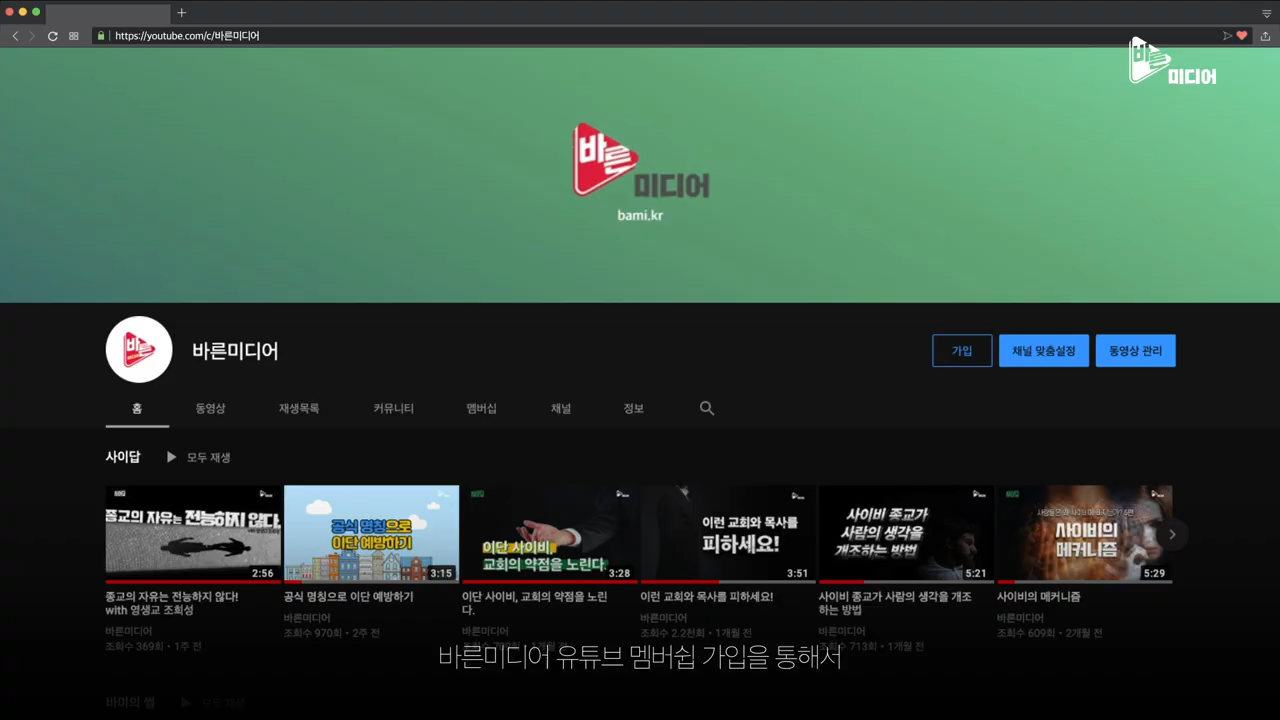 https://youtube.com/c/바른미디어
바른
미디어
바른
미디어
bami.kr
바른
바른미디어
가입
채널 맞춤설정
동영상 관리
홈
동영상
재생목록
커뮤니티
멤버십
채널
정보
사이답
모두 재생
종교의 자유는 전능하지 않다.
2:56
공식 명칭으로
이단 예방하기
3:15
이단 사이비,
교회의 약점을 노린다.
3:28
이런 교회와 목사를
피하세요!
3:51
사이비 종교가
사람의 생각을
개조하는 방법
5:21
사이비의
메커니즘
5:29
종교의 자유는 전능하지 않다!
with 영생교 조희성
바른미디어
조회수 369회 • 1주 전
공식 명칭으로 이단 예방하기
바른미디어
조회수 970회 • 2주 전
이단 사이비, 교회의 약점을 노린
다.
바른미디어
이런 교회와 목사를 피하세요!
바른미디어
조회수 2.2천회 • 1개월 전
사이비 종교가 사람의 생각을 개조
하는 방법
바른미디어
조회수 713회 • 1개월 전
사이비의 메커니즘
바른미디어
조회수 609회 • 2개월 전
바른미디어 유튜브 멤버쉽 가입을 통해서
바미의 썰
모두 재생